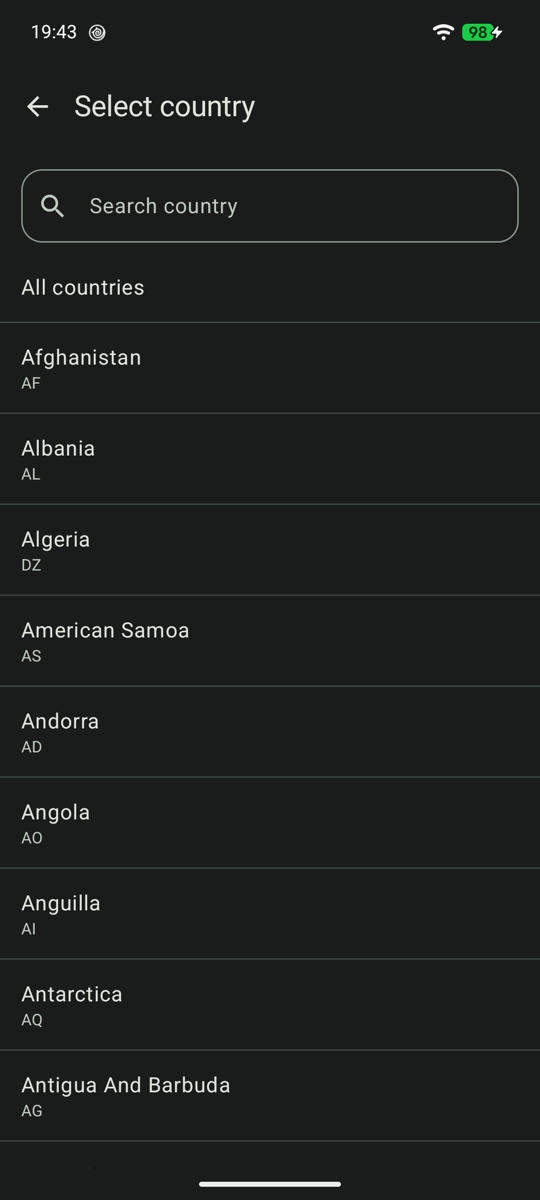 19:43
98
Select country
Search country
All countries
Afghanistan
AF
Albania
AL
Algeria
DZ
American Samoa
AS
Andorra
AD
Angola
AO
Anguilla
AI
Antarctica
AQ
Antigua And Barbuda
AG